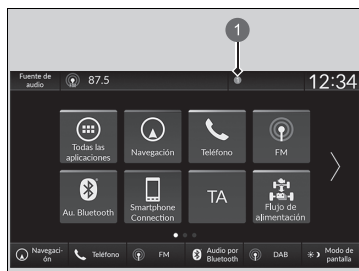 1
Fuente de
audio
87.5
12:34
Todas las
aplicaciones
Navegación
Teléfono
FM
Au. Bluetooth
Smartphone
Connection
TA
Flujo de
alimentación
Navegaci-
ón
Teléfono
FM
Audio por
Bluetooth
DAB
Modo de
pantalla